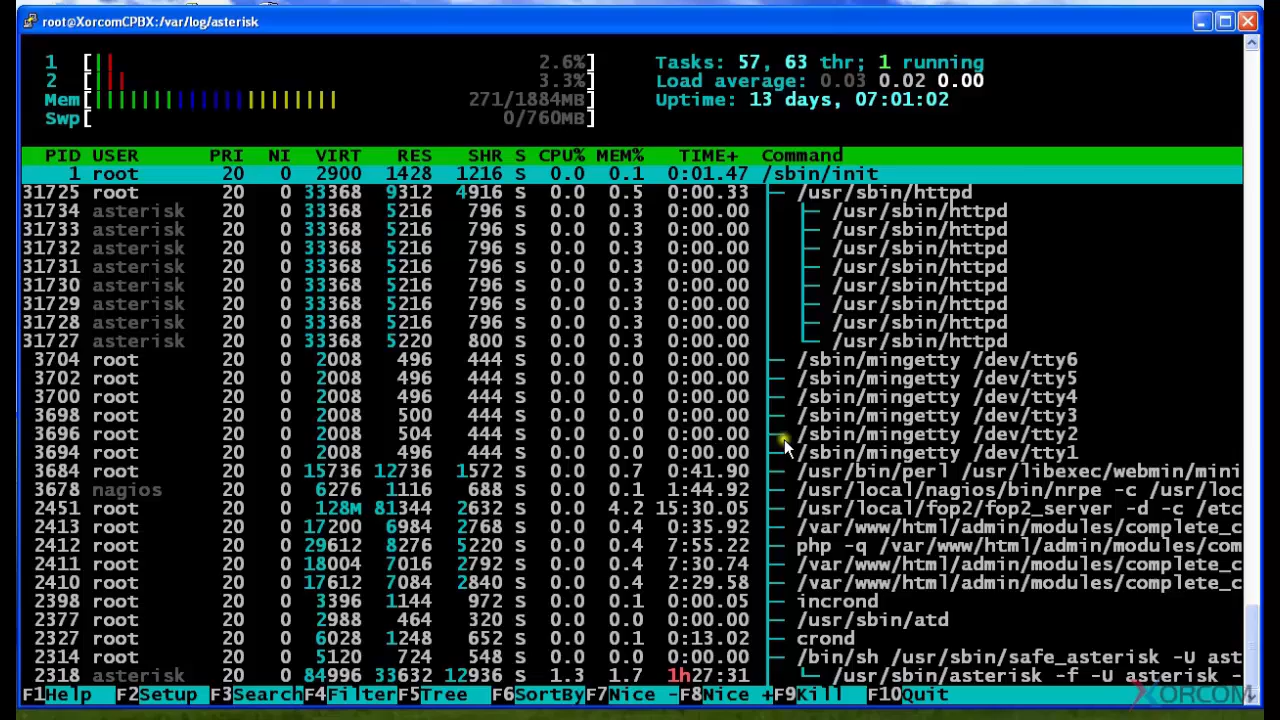 root@XorcomCPBX:/var/log/asterisk
1 [|| 2.6%] Tasks: 57, 63 thr; 1 running
2 [||| 3.3%] Load average: 0.03 0.02 0.00
Mem[||||||||||||||||||||||| 271/1884MB] Uptime: 13 days, 07:01:02
Swp[ 0/760MB]
PID USER PRI NI VIRT RES SHR S CPU% MEM% TIME+ Command
1 root 20 0 2900 1428 1216 S 0.0 0.1 0:01.47 /sbin/init
31725 root 20 0 33368 9312 4916 S 0.0 0.5 0:00.33 /usr/sbin/httpd
31734 asterisk 20 0 33368 5216 796 S 0.0 0.3 0:00.00 /usr/sbin/httpd
31733 asterisk 20 0 33368 5216 796 S 0.0 0.3 0:00.00 /usr/sbin/httpd
31732 asterisk 20 0 33368 5216 796 S 0.0 0.3 0:00.00 /usr/sbin/httpd
31731 asterisk 20 0 33368 5216 796 S 0.0 0.3 0:00.00 /usr/sbin/httpd
31730 asterisk 20 0 33368 5216 796 S 0.0 0.3 0:00.00 /usr/sbin/httpd
31729 asterisk 20 0 33368 5216 796 S 0.0 0.3 0:00.00 /usr/sbin/httpd
31728 asterisk 20 0 33368 5216 796 S 0.0 0.3 0:00.00 /usr/sbin/httpd
31727 asterisk 20 0 33368 5220 800 S 0.0 0.3 0:00.00 /usr/sbin/httpd
3704 root 20 0 2008 496 444 S 0.0 0.0 0:00.00 /sbin/mingetty /dev/tty6
3702 root 20 0 2008 496 444 S 0.0 0.0 0:00.00 /sbin/mingetty /dev/tty5
3700 root 20 0 2008 496 444 S 0.0 0.0 0:00.00 /sbin/mingetty /dev/tty4
3698 root 20 0 2008 500 444 S 0.0 0.0 0:00.00 /sbin/mingetty /dev/tty3
3696 root 20 0 2008 504 444 S 0.0 0.0 0:00.00 /sbin/mingetty /dev/tty2
3694 root 20 0 2008 496 444 S 0.0 0.0 0:00.00 /sbin/mingetty /dev/tty1
3684 root 20 0 15736 12736 1572 S 0.0 0.7 0:41.90 /usr/bin/perl /usr/libexec/webmin/mini
3678 nagios 20 0 6276 1116 688 S 0.0 0.1 1:44.92 /usr/local/nagios/bin/nrpe -c /usr/loc
2451 root 20 0 128M 81344 2632 S 0.0 4.2 15:30.05 /usr/local/fop2/fop2_server -d -c /etc
2413 root 20 0 17200 6984 2768 S 0.0 0.4 0:35.92 /var/www/html/admin/modules/complete_c
2412 root 20 0 29612 8276 5220 S 0.0 0.4 7:55.22 php -q /var/www/html/admin/modules/com
2411 root 20 0 18004 7016 2792 S 0.0 0.4 7:30.74 /var/www/html/admin/modules/complete_c
2410 root 20 0 17612 7084 2840 S 0.0 0.4 2:29.58 /var/www/html/admin/modules/complete_c
2398 root 20 0 3396 1144 972 S 0.0 0.1 0:00.05 incrond
2377 root 20 0 2988 464 320 S 0.0 0.0 0:00.00 /usr/sbin/atd
2327 root 20 0 6028 1248 652 S 0.0 0.1 0:13.02 crond
2314 root 20 0 5120 724 548 S 0.0 0.0 0:00.00 /bin/sh /usr/sbin/safe_asterisk -U ast
2318 asterisk 20 0 84996 33632 12936 S 1.3 1.7 1h27:31 /usr/sbin/asterisk -f -U asterisk -
F1Help F2Setup F3SearchF4FilterF5Tree F6SortByF7Nice -F8Nice +F9Kill F10Quit
XORCOM